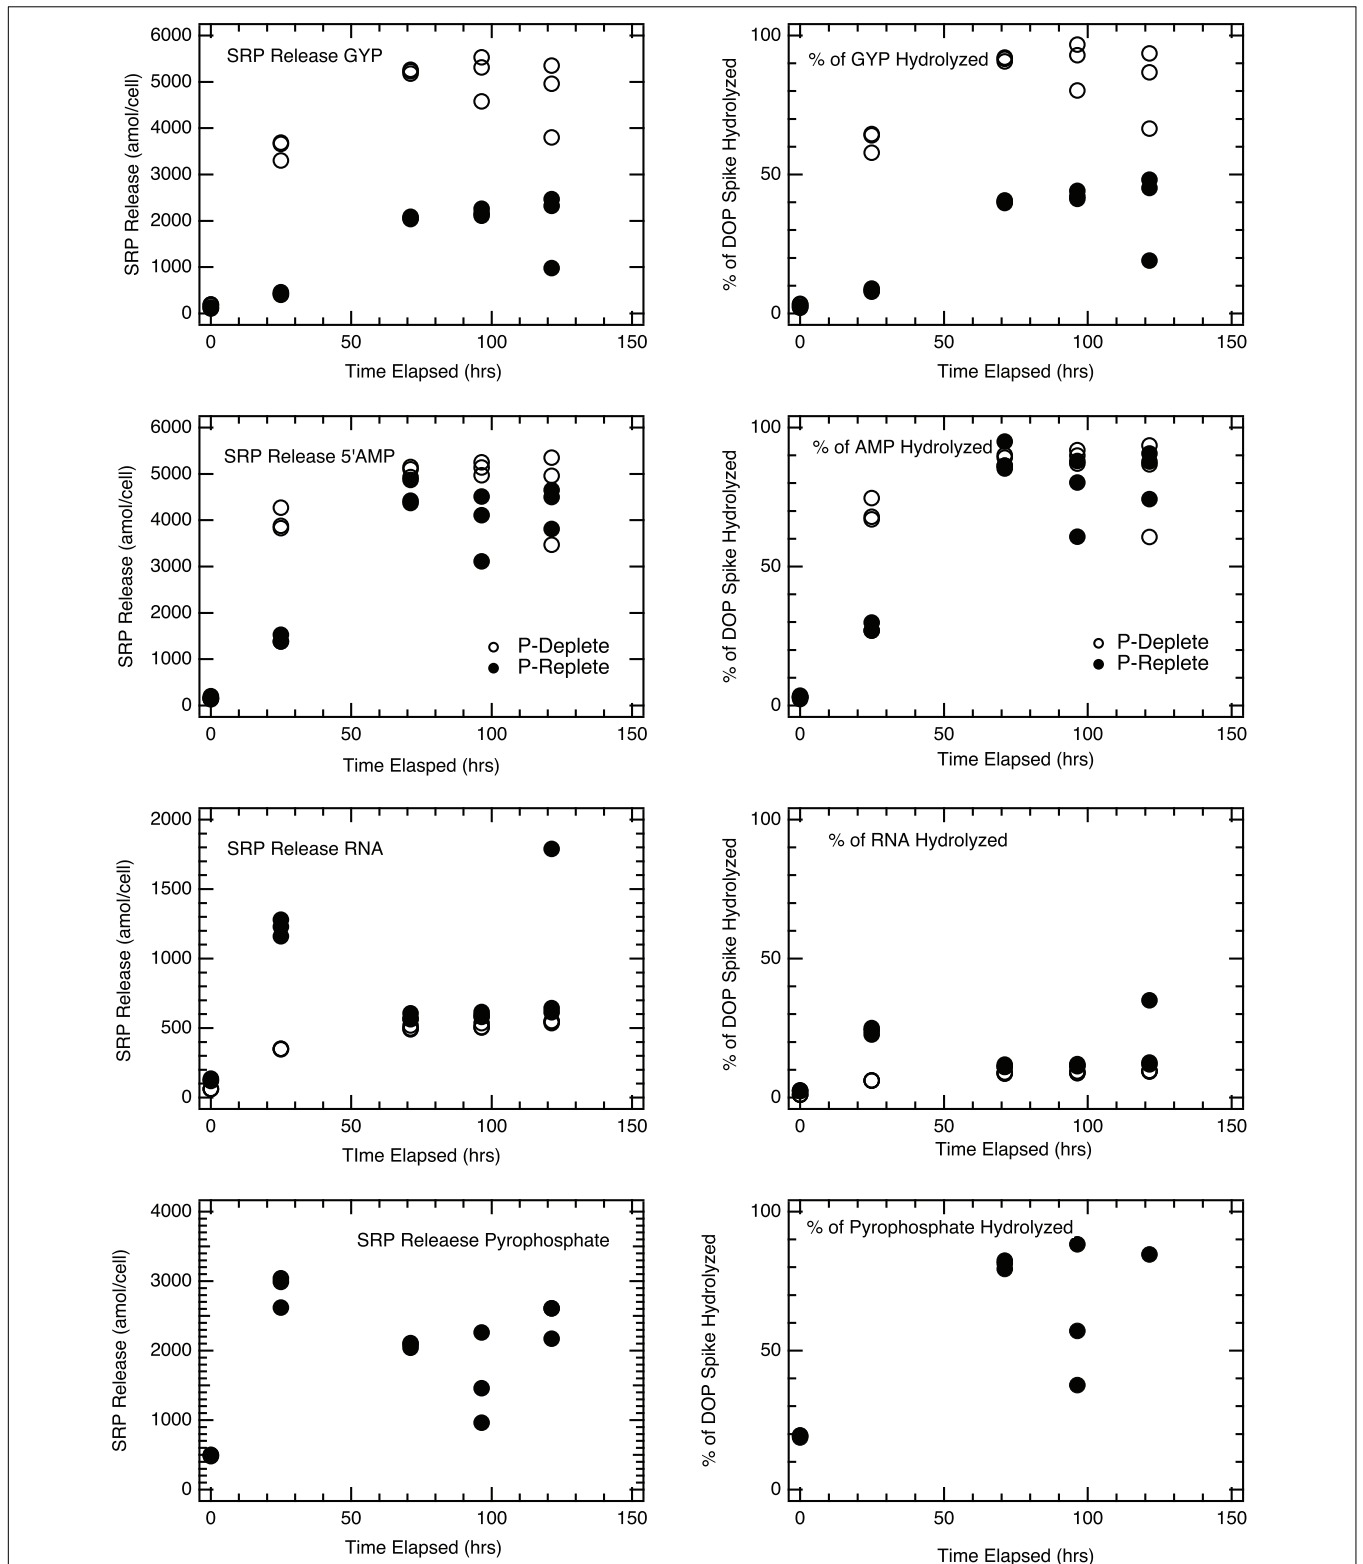 SRP Release GYP
SRP Release (amol/cell)
6000
5000
4000
3000
2000
1000
0
0 50 100 150
Time Elapsed (hrs)
% of GYP Hydrolyzed
% of DOP Spike Hydrolyzed
100
50
0
0 50 100 150
Time Elapsed (hrs)
SRP Release 5'AMP
SRP Release (amol/cell)
6000
5000
4000
3000
2000
1000
0
P-Deplete
P-Replete
0 50 100 150
Time Elasped (hrs)
% of AMP Hydrolyzed
% of DOP Spike Hydrolyzed
100
50
0
P-Deplete
P-Replete
0 50 100 150
Time Elapsed (hrs)
SRP Release RNA
SRP Release (amol/cell)
2000
1500
1000
500
0
0 50 100 150
TIme Elapsed (hrs)
% of RNA Hydrolyzed
% of DOP Spike Hydrolyzed
100
50
0
0 50 100 150
Time Elapsed (hrs)
SRP Releaese Pyrophosphate
SRP Release (amol/cell)
4000
3000
2000
1000
0
0 50 100 150
Time Elapsed (hrs)
% of Pyrophosphate Hydrolyzed
% of DOP Spike Hydrolyzed
100
50
0
0 50 100 150
Time Elapsed (hrs)